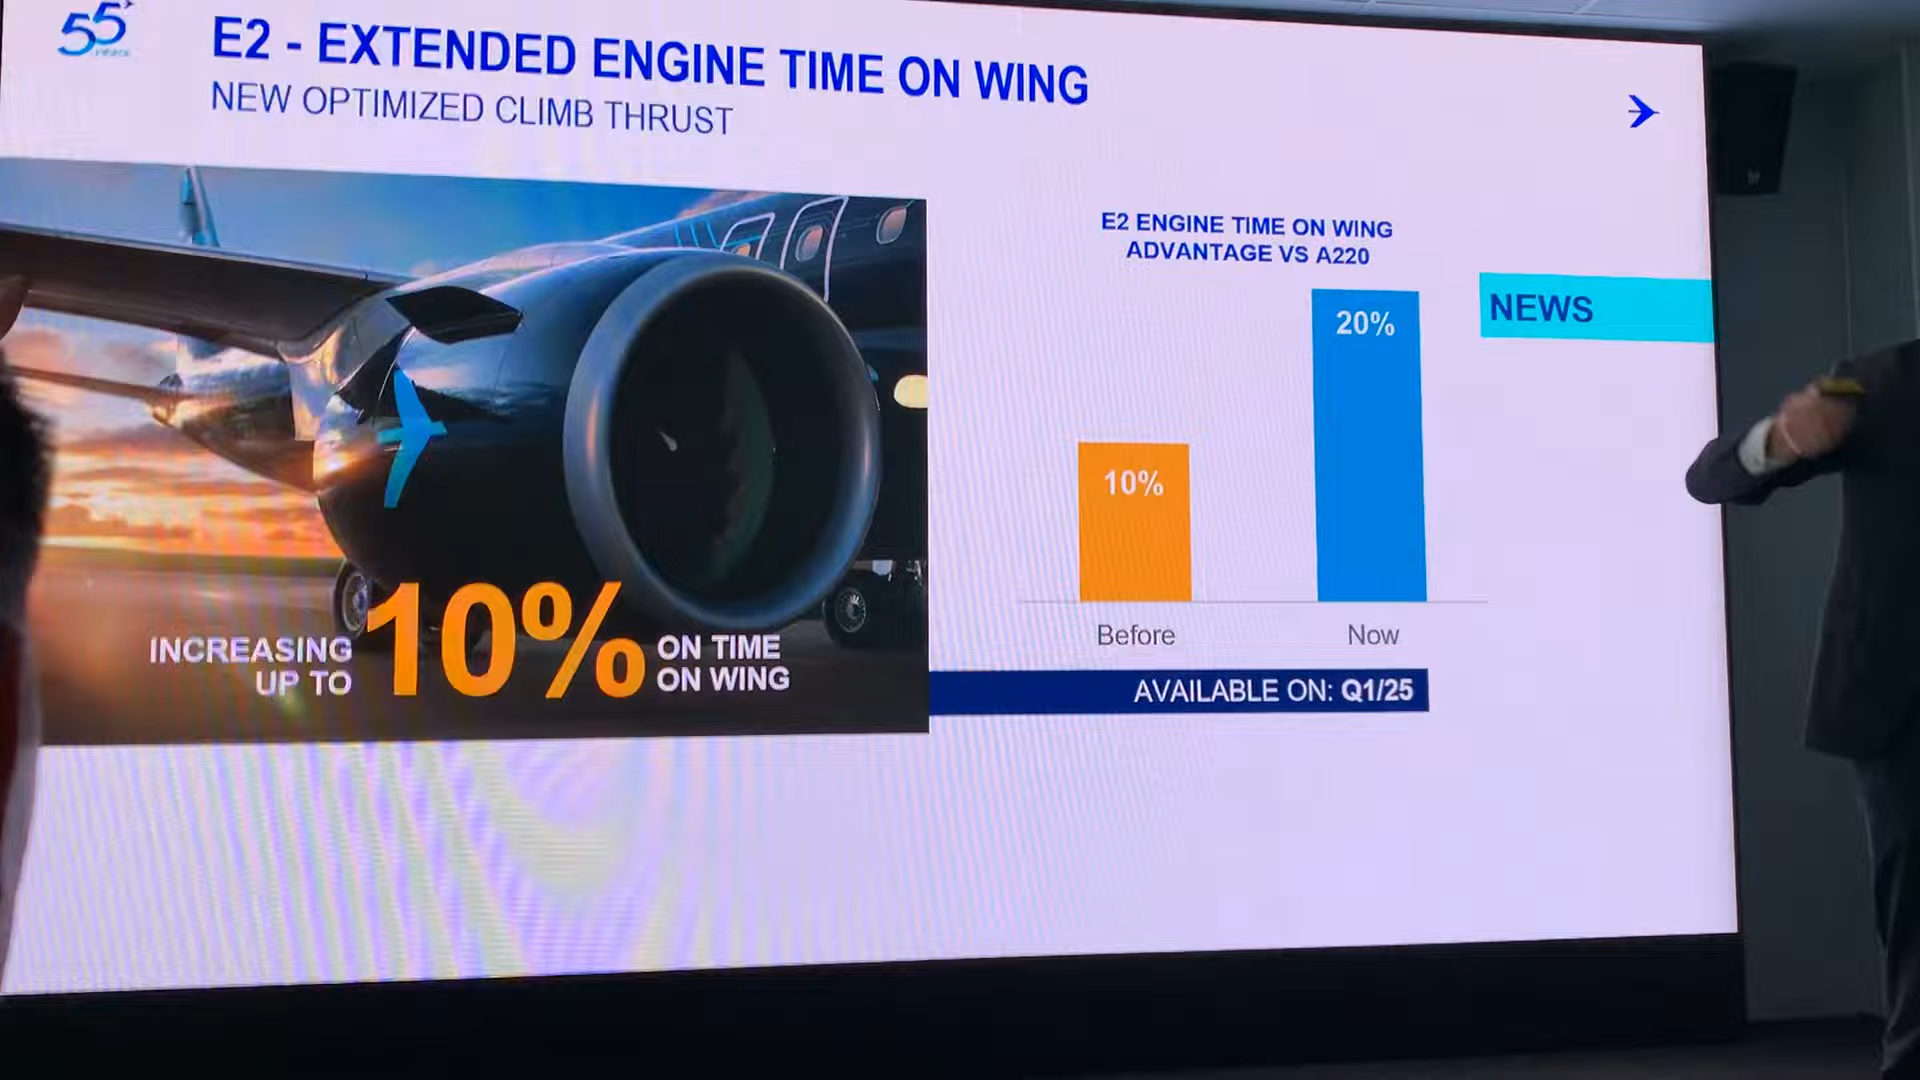 55
E2 - EXTENDED ENGINE TIME ON WING
NEW OPTIMIZED CLIMB THRUST
INCREASING
UP TO
10%
ON TIME
ON WING
E2 ENGINE TIME ON WING
ADVANTAGE VS A220
NEWS
10%
20%
Before
Now
AVAILABLE ON: Q1/25